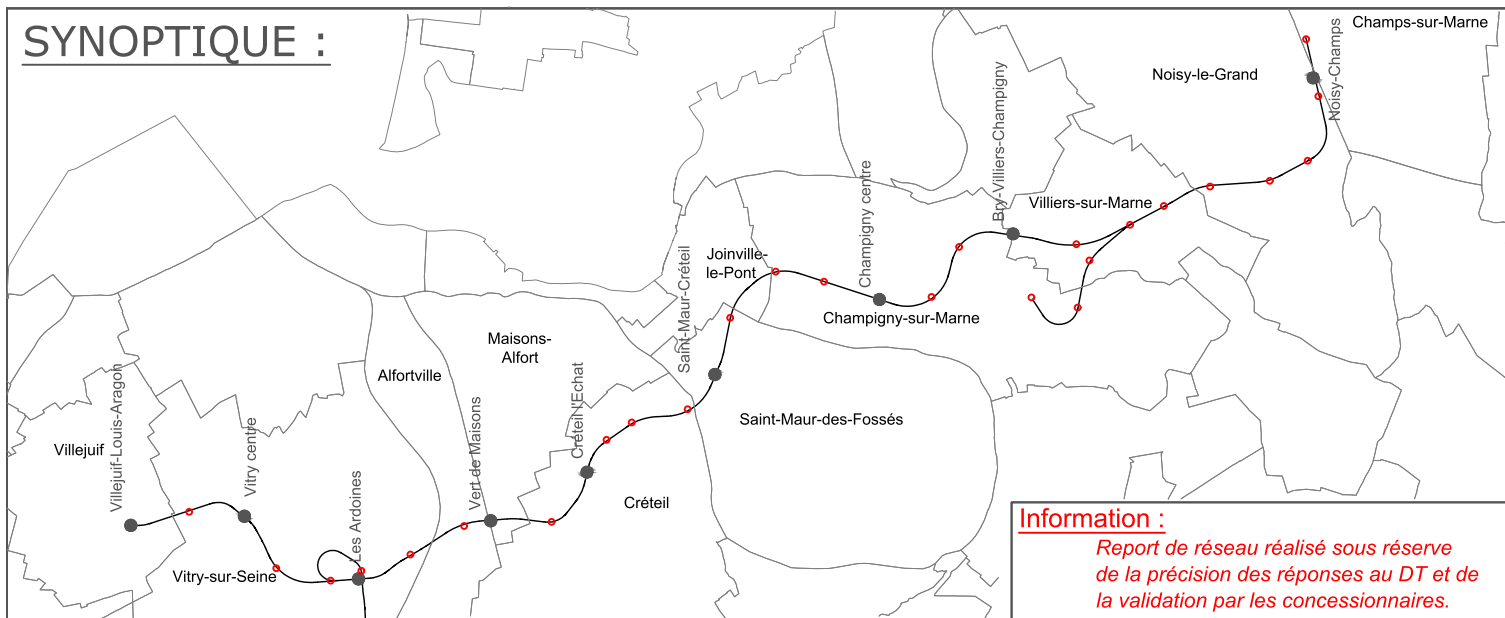 SYNOPTIQUE :
Champs-sur-Marne
Noisy-Champs
Noisy-le-Grand
Bry-Villiers-Champigny
Villiers-sur-Marne
Champigny centre
Champigny-sur-Marne
Joinville-
le-Pont
Saint-Maur-Créteil
Saint-Maur-des-Fossés
Maisons-
Alfort
Créteil l'Echat
Créteil
Alfortville
Vert de Maisons
Les Ardoines
Vitry centre
Vitry-sur-Seine
Villejuif
Villejuif-Louis-Aragon
Information :
Report de réseau réalisé sous réserve
de la précision des réponses au DT et de
la validation par les concessionnaires.